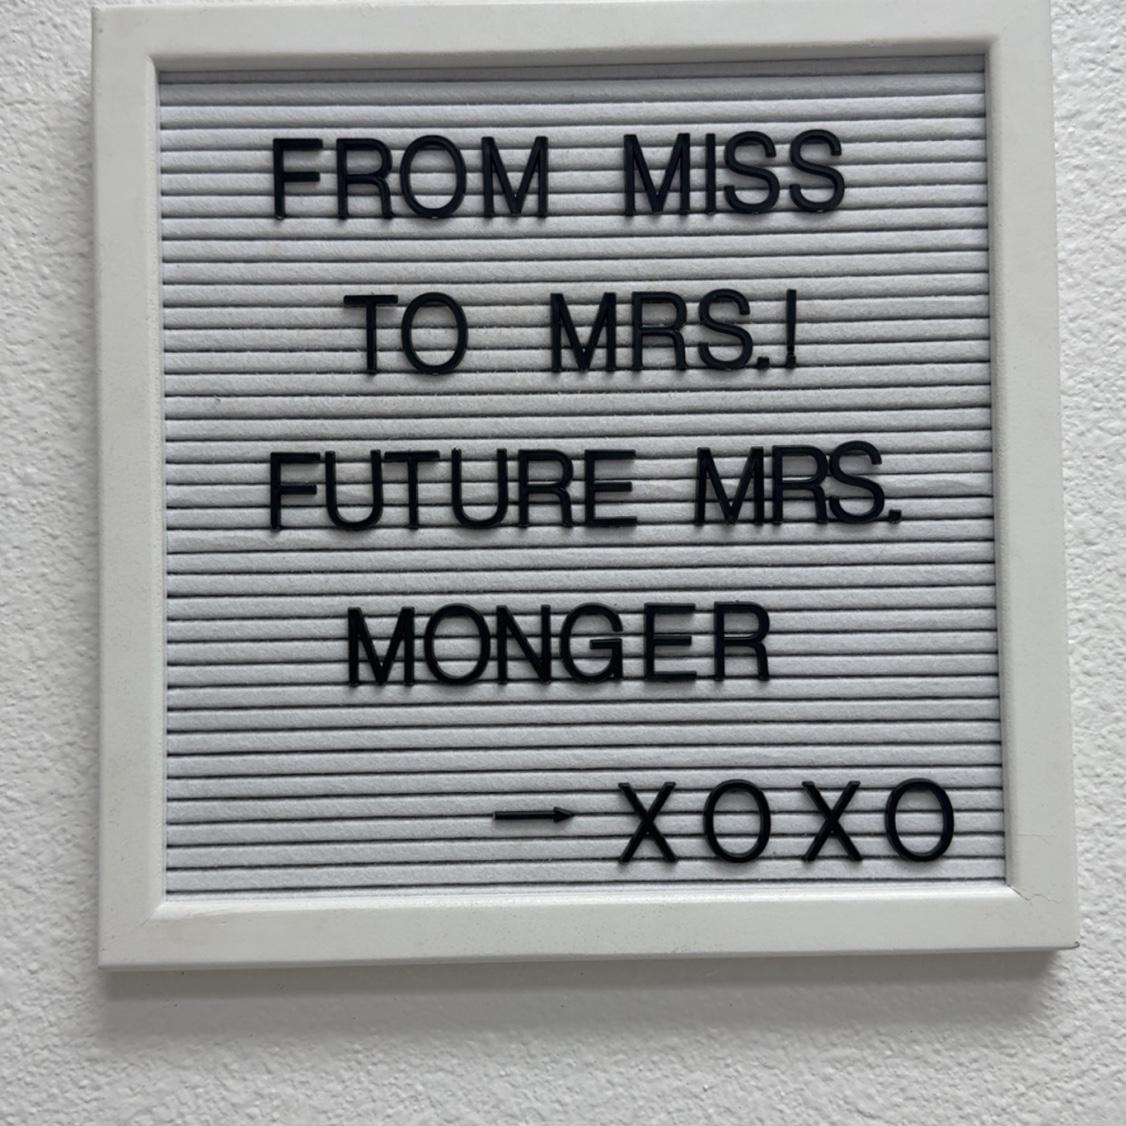 FROM MISS
TO MRS.!
FUTURE MRS.
MONGER
→ XOXO